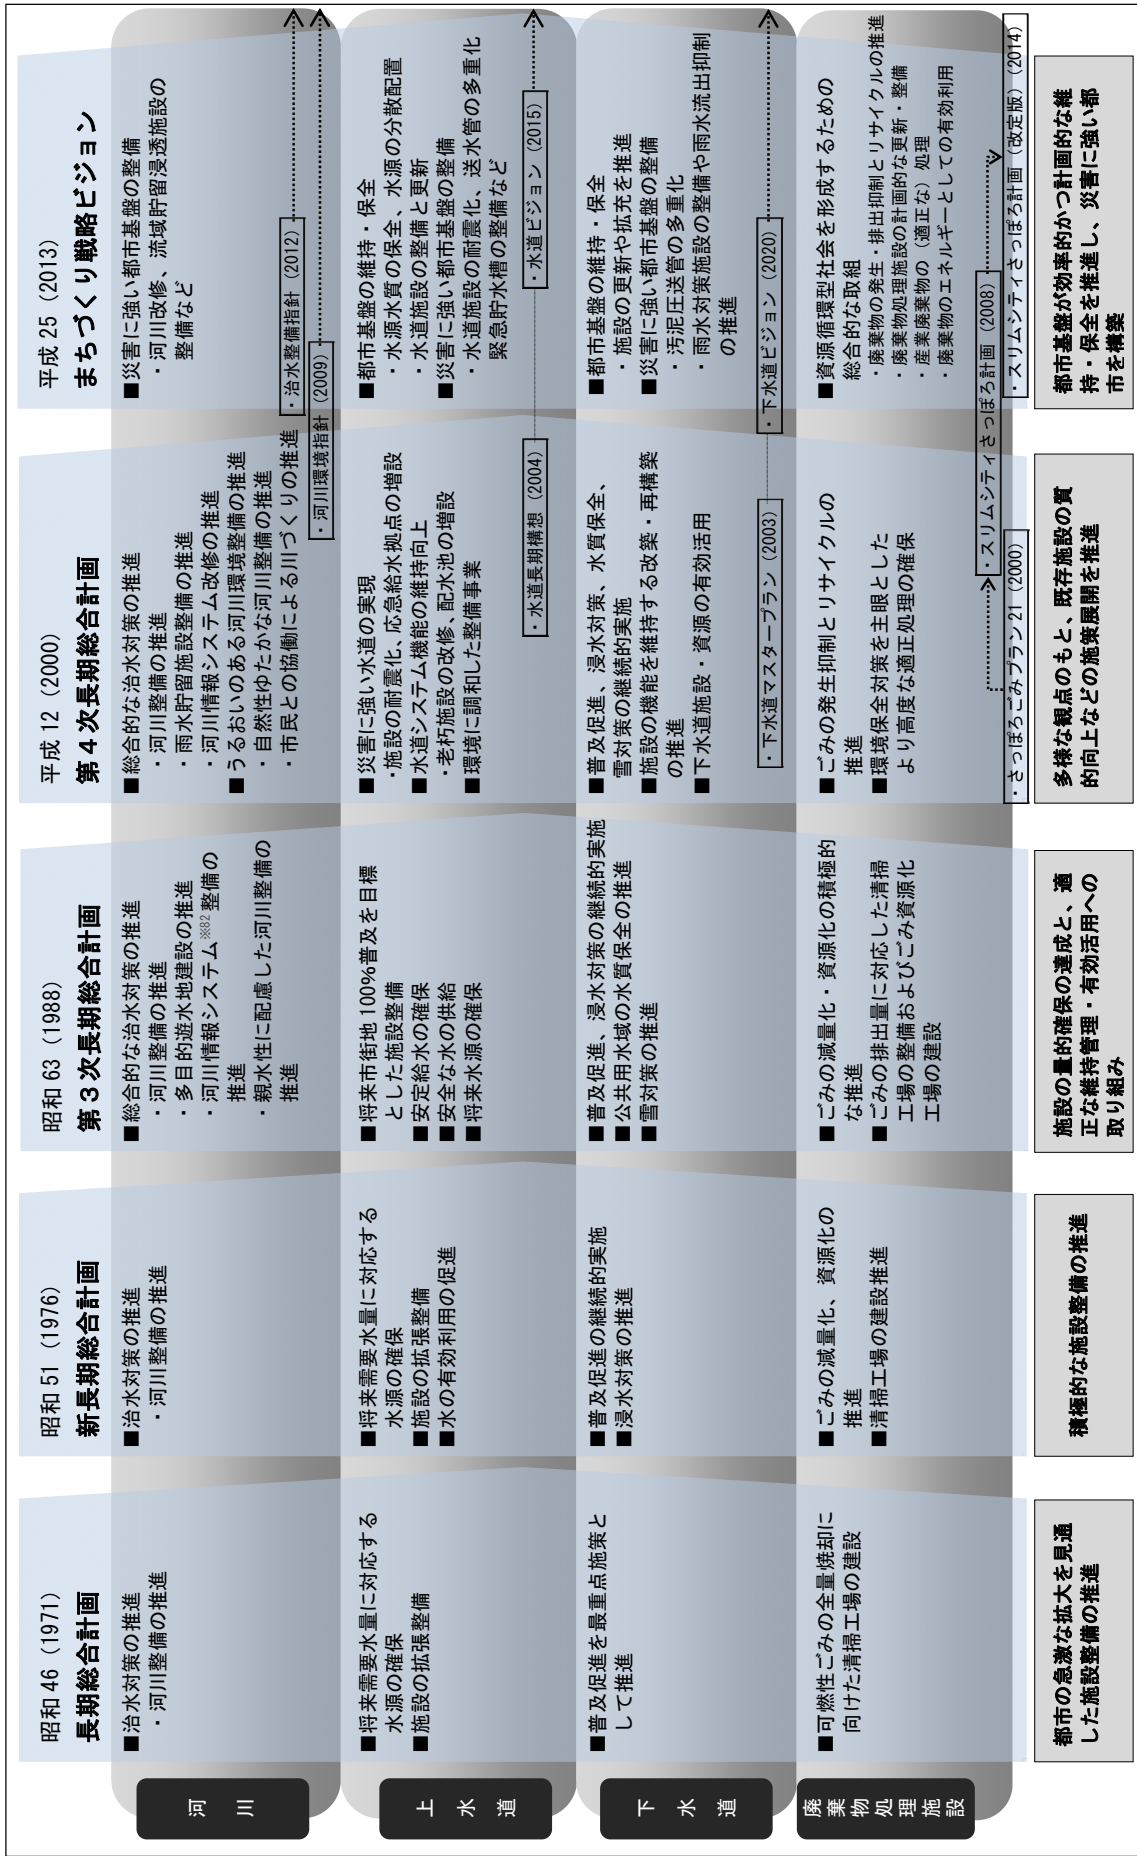 昭和 46（1971）
長期総合計画
昭和 51（1976）
新長期総合計画
昭和 63（1988）
第３次長期総合計画
平成 12（2000）
第４次長期総合計画
平成 25（2013）
まちづくり戦略ビジョン
河川
■治水対策の推進
・河川整備の推進
■治水対策の推進
・河川整備の推進
■総合的な治水対策の推進
・河川整備の推進
・多目的遊水地建設の推進
・河川情報システム※82 整備の
推進
・親水性に配慮した河川整備の
推進
■総合的な治水対策の推進
・河川整備の推進
・雨水貯留施設整備の推進
・河川情報システム改修の推進
■うるおいのある河川環境整備の推進
・自然性ゆたかな河川整備の推進
・市民との協働による川づくりの推進
■災害に強い都市基盤の整備
・河川改修、流域貯留浸透施設の
整備など
・治水整備指針（2012）
・河川環境指針（2009）
上水道
■将来需要水量に対応する
水源の確保
■施設の拡張整備
■将来需要水量に対応する
水源の確保
■施設の拡張整備
■水の有効利用の促進
■将来市街地 100％普及を目標
とした施設整備
■安定給水の確保
■安全な水の供給
■将来水源の確保
■災害に強い水道の実現
・施設の耐震化、応急給水拠点の増設
■水道システム機能の維持向上
・老朽施設の改修、配水池の増設
■環境に調和した整備事業
■都市基盤の維持・保全
・水源水質の保全、水源の分散配置
・水道施設の整備と更新
■災害に強い都市基盤の整備
・水道施設の耐震化、送水管の多重化
緊急貯水槽の整備など
・水道長期構想（2004）
・水道ビジョン（2015）
下水道
■普及促進を最重点施策と
して推進
■普及促進の継続的実施
■浸水対策の推進
■普及促進、浸水対策の継続的実施
■公共用水域の水質保全の推進
■雪対策の推進
■普及促進、浸水対策、水質保全、
雪対策の継続的実施
■施設の機能を維持する改築・再構築
の推進
■下水道施設・資源の有効活用
■都市基盤の維持・保全
・施設の更新や拡充を推進
■災害に強い都市基盤の整備
・汚泥圧送管の多重化
・雨水対策施設の整備や雨水流出抑制
の推進
・下水道マスタープラン（2003）
・下水道ビジョン（2020）
廃棄物処理施設
■可燃性ごみの全量焼却に
向けた清掃工場の建設
■ごみの減量化、資源化の
推進
■清掃工場の建設推進
■ごみの減量化・資源化の積極的
な推進
■ごみの排出量に対応した清掃
工場の整備およびごみ資源化
工場の建設
■ごみの発生抑制とリサイクルの
推進
■環境保全対策を主眼とした
より高度な適正処理の確保
■資源循環型社会を形成するための
総合的な取組
・廃棄物の発生・排出抑制とリサイクルの推進
・廃棄物処理施設の計画的な更新・整備
・産業廃棄物の（適正な）処理
・廃棄物のエネルギーとしての有効利用
・スリムシティさっぽろ計画（2008）
・さっぽろごみプラン 21（2000）
・スリムシティさっぽろ計画（改定版）（2014）
都市の急激な拡大を見通
した施設整備の推進
積極的な施設整備の推進
施設の量的確保の達成と、適
正な維持管理・有効活用への
取り組み
多様な観点のもと、既存施設の質
的向上などの施策展開を推進
都市基盤が効率的かつ計画的な維
持・保全を推進し、災害に強い都
市を構築